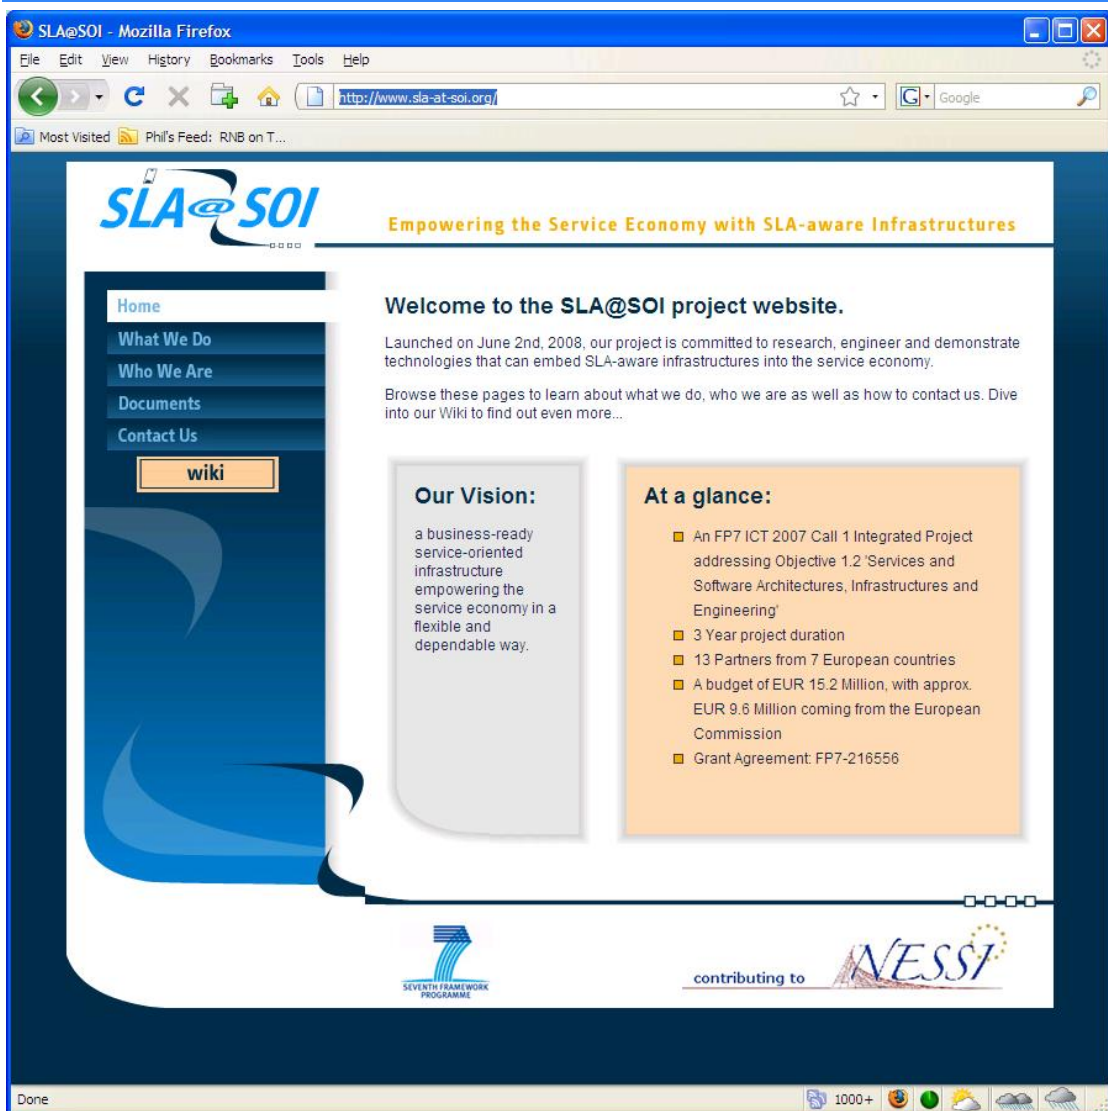 SLA@SOI - Mozilla Firefox
File Edit View History Bookmarks Tools Help
http://www.sla-at-soi.org/
G Google
Most Visited Phil's Feed: RNB on T...
SLA@SOI
Empowering the Service Economy with SLA-aware Infrastructures
Home
What We Do
Who We Are
Documents
Contact Us
wiki
Welcome to the SLA@SOI project website.
Launched on June 2nd, 2008, our project is committed to research, engineer and demonstrate
technologies that can embed SLA-aware infrastructures into the service economy.
Browse these pages to learn about what we do, who we are as well as how to contact us. Dive
into our Wiki to find out even more...
Our Vision:
a business-ready
service-oriented
infrastructure
empowering the
service economy in a
flexible and
dependable way.
At a glance:
An FP7 ICT 2007 Call 1 Integrated Project
addressing Objective 1.2 'Services and
Software Architectures, Infrastructures and
Engineering'
3 Year project duration
13 Partners from 7 European countries
A budget of EUR 15.2 Million, with approx.
EUR 9.6 Million coming from the European
Commission
Grant Agreement: FP7-216556
7
SEVENTH FRAMEWORK
PROGRAMME
contributing to
NESSI
Done
1000+